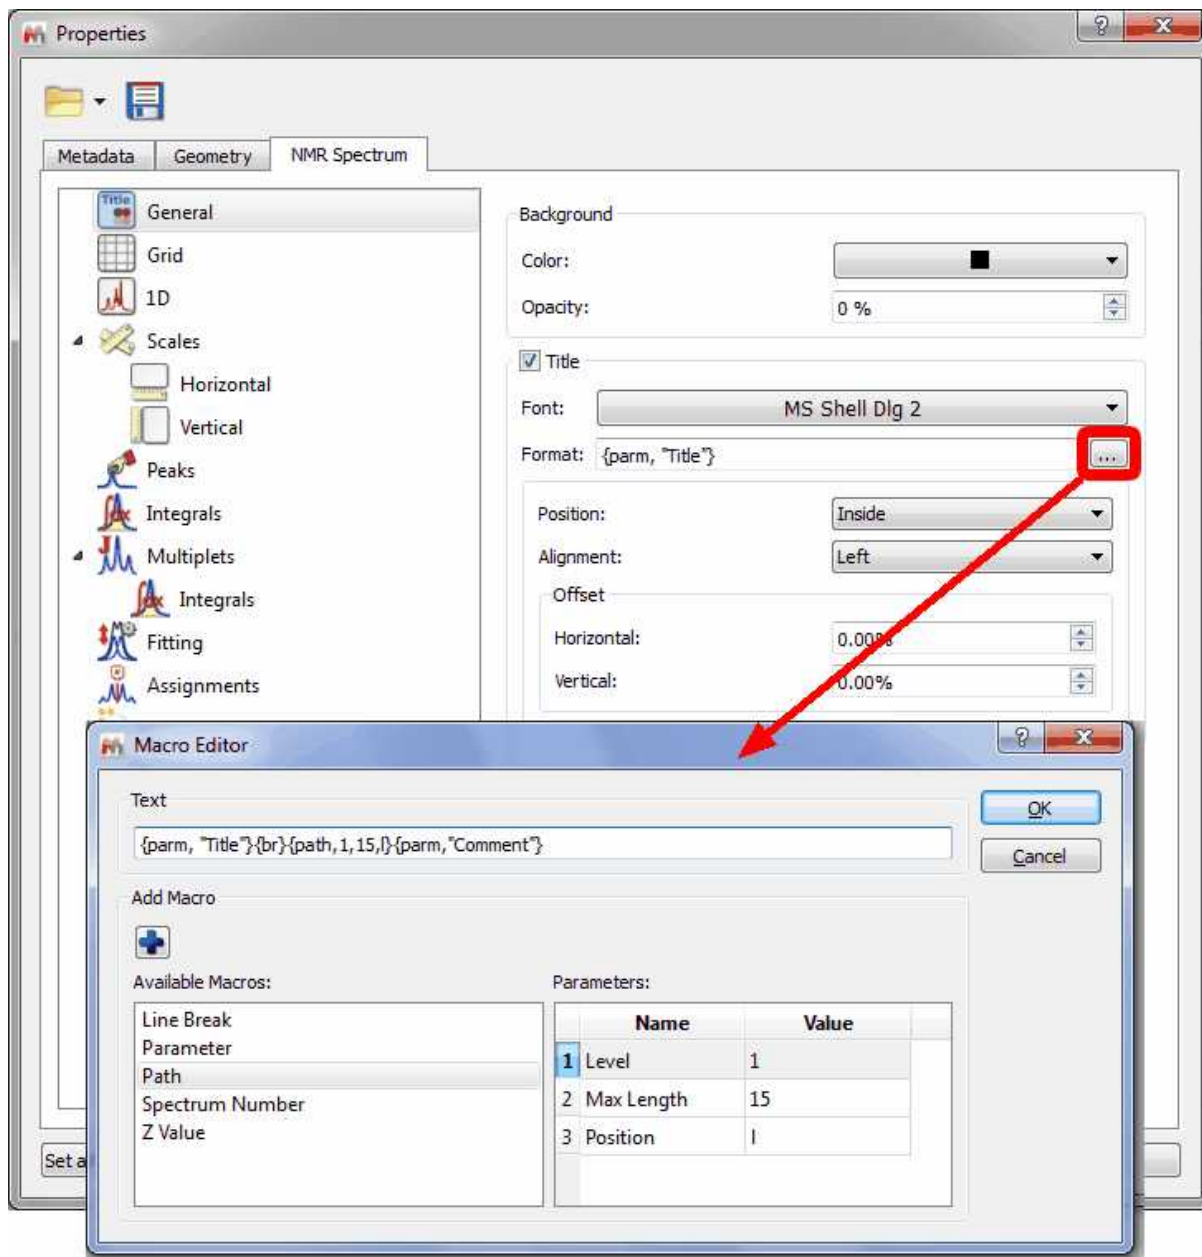 Properties
Metadata Geometry NMR Spectrum
Title
General
Grid
1D
Scales
Horizontal
Vertical
Peaks
Integrals
Multiplets
Integrals
Fitting
Assignments
Background
Color:
Opacity: 0 %
Title
Font: MS Shell Dlg 2
Format: {parm, "Title"} ...
Position: Inside
Alignment: Left
Offset
Horizontal: 0.00%
Vertical: 0.00%
Set a
Macro Editor
Text
{parm, "Title"}{br}{path,1,15,l}{parm,"Comment"}
OK
Cancel
Add Macro
Available Macros:
Line Break
Parameter
Path
Spectrum Number
Z Value
Parameters:
Name Value
1 Level 1
2 Max Length 15
3 Position l